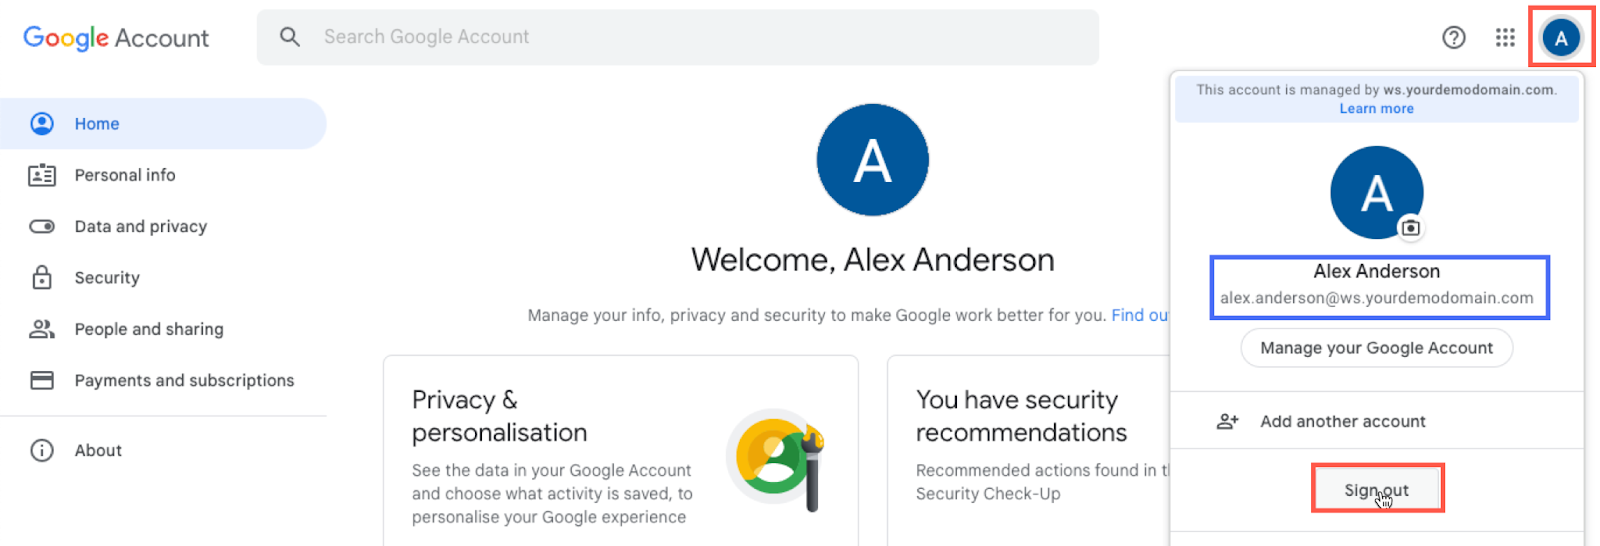 Google Account
Search Google Account
A
This account is managed by ws.yourdemodomain.com.
Learn more
Home
Personal info
Data and privacy
Security
People and sharing
Payments and subscriptions
About
A
Welcome, Alex Anderson
Manage your info, privacy and security to make Google work better for you. Find
Privacy &
personalisation
See the data in your Google Account
and choose what activity is saved, to
personalise your Google experience
You have security
recommendations
Recommended actions found in
Security Check-Up
A
Alex Anderson
alex.anderson@ws.yourdemodomain.com
Manage your Google Account
Add another account
Sign out